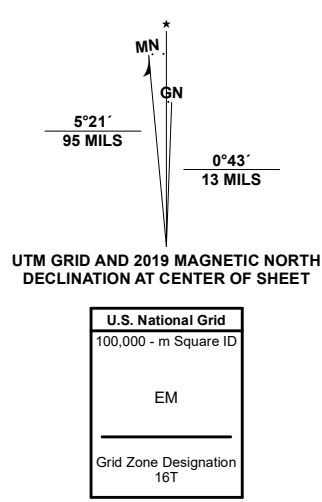 MN
GN
5°21´
95 MILS
0°43´
13 MILS
UTM GRID AND 2019 MAGNETIC NORTH
DECLINATION AT CENTER OF SHEET
U.S. National Grid
100,000 - m Square ID
EM
Grid Zone Designation
16T